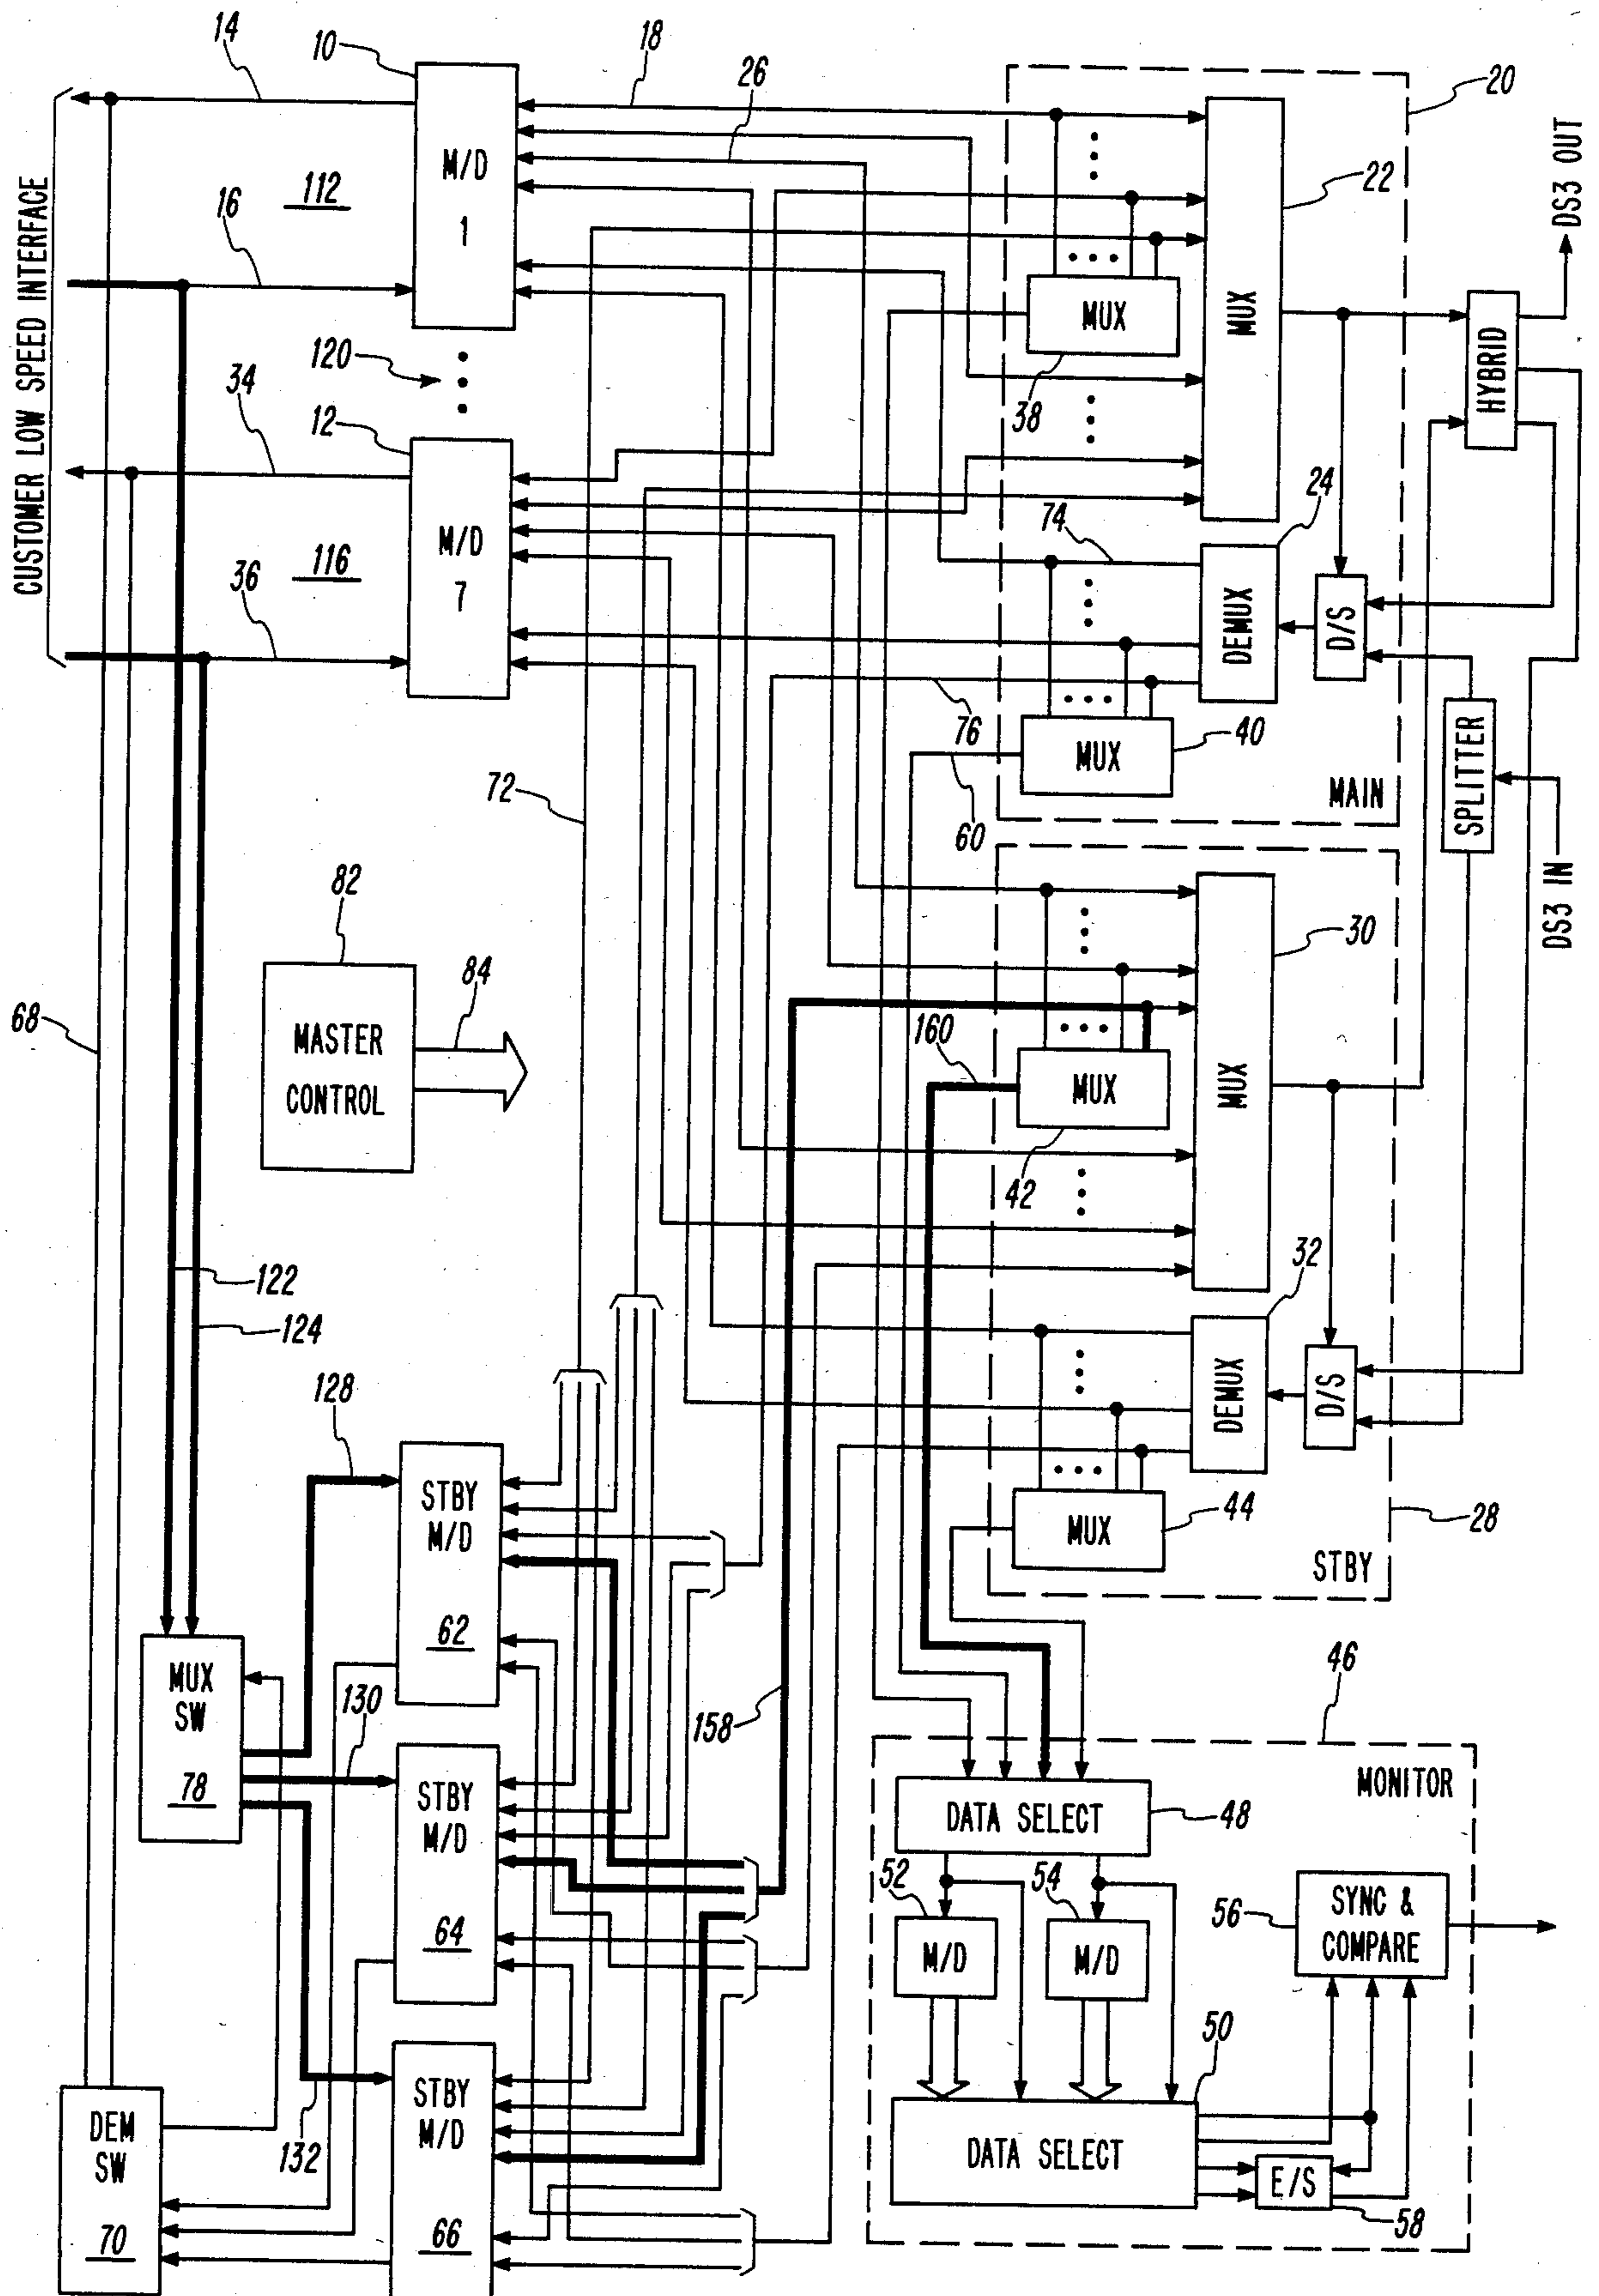 14
10
18
26
20
DS3 OUT
CUSTOMER LOW SPEED INTERFACE
112
16
M/D
1
22
MUX
MUX
38
HYBRID
120
34
12
116
36
M/D
7
24
74
DEMUX
D/S
76
MUX
40
60
MAIN
SPLITTER
DS3 IN
72
82
MASTER
CONTROL
84
68
30
160
MUX
MUX
42
122
124
32
DEMUX
D/S
128
MUX
44
28
STBY
STBY
M/D
62
MUX
SW
78
130
158
46
MONITOR
STBY
M/D
64
DATA SELECT
48
52
54
M/D
M/D
56
SYNC &
COMPARE
50
DEM
SW
70
132
STBY
M/D
66
DATA SELECT
E/S
58